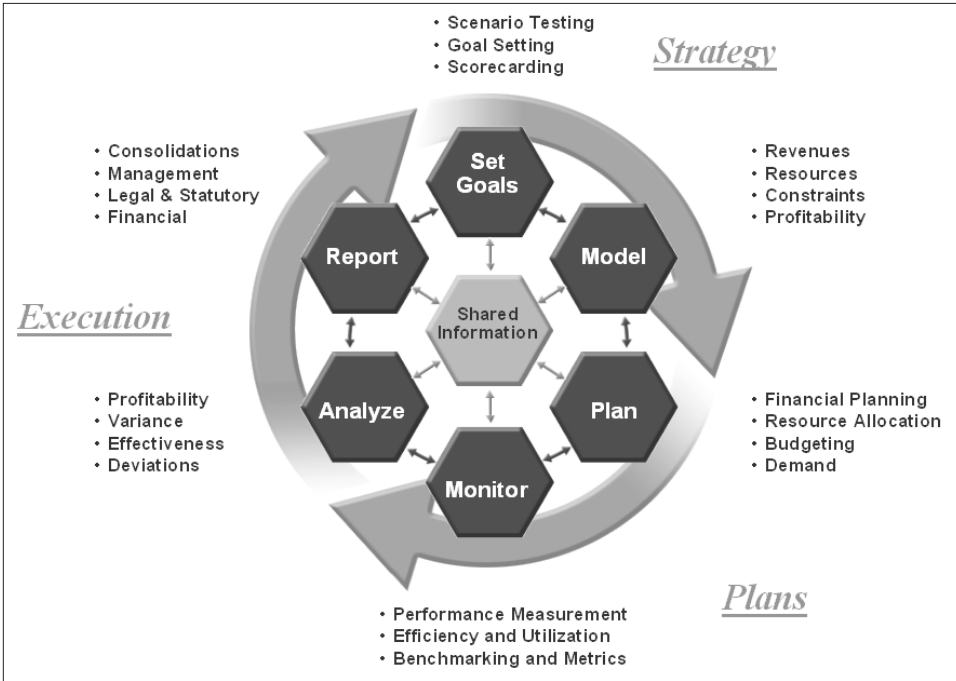 • Scenario Testing
• Goal Setting
• Scorecarding
Strategy
• Consolidations
• Management
• Legal & Statutory
• Financial
Set
Goals
• Revenues
• Resources
• Constraints
• Profitability
Report
Model
Shared
Information
Execution
Analyze
Plan
• Profitability
• Variance
• Effectiveness
• Deviations
• Financial Planning
• Resource Allocation
• Budgeting
• Demand
Monitor
Plans
• Performance Measurement
• Efficiency and Utilization
• Benchmarking and Metrics